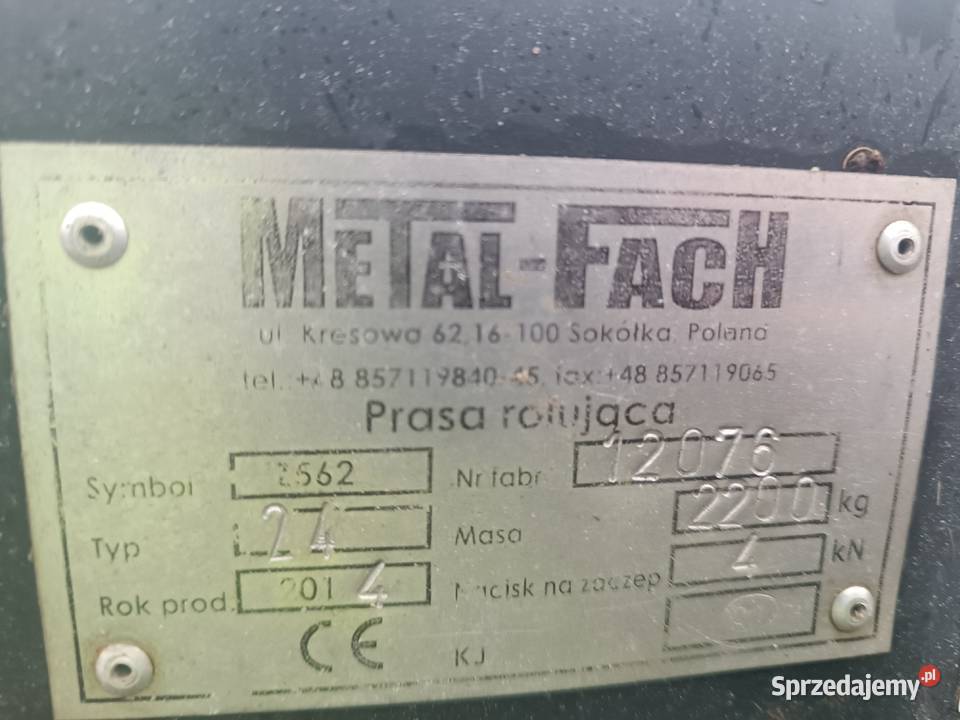 METAL-FACH
ul. Kresowa 62, 16-100 Sokółka, Poland
tel.: +48 857119840-45, fax:+48 857119065
Prasa rolująca
Symbol Z562 Nr fabr 12076
Typ 24 Masa 2200 kg
Rok prod. 2014 Nacisk na zaczep 4 kN
CE KJ
Sprzedajemy.pl